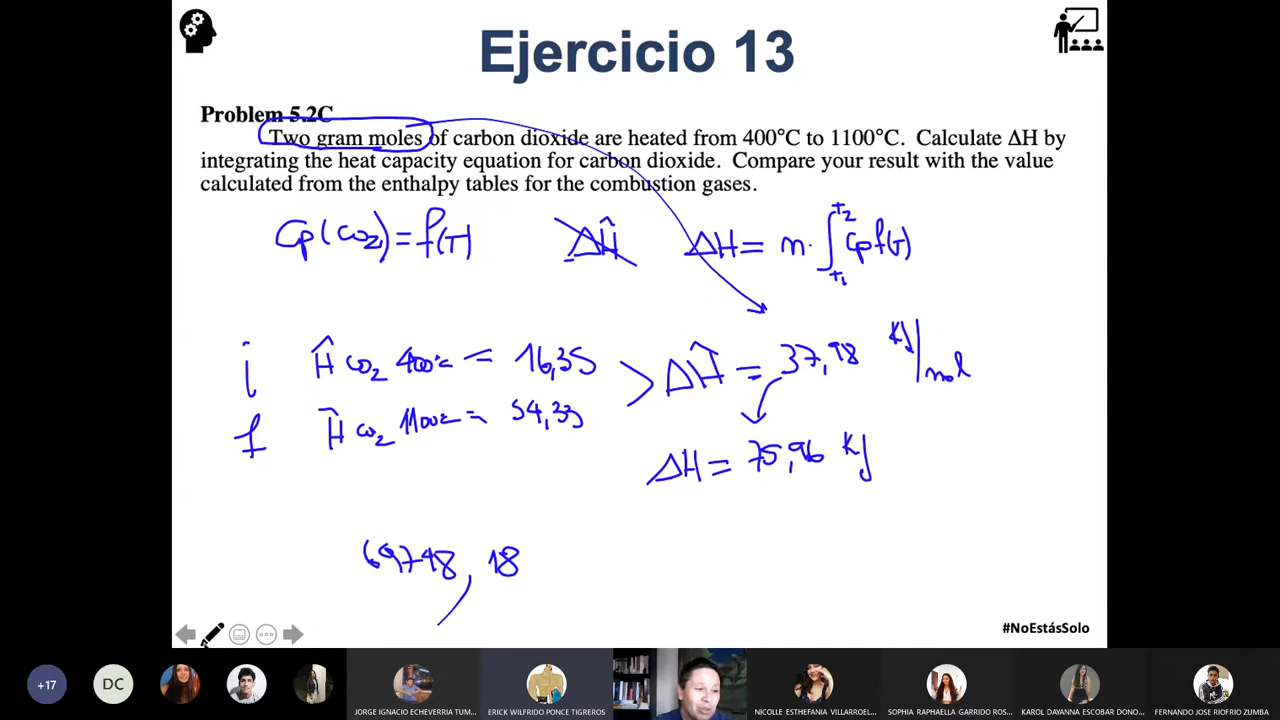 Ejercicio 13
Problem 5.2C
Two gram moles of carbon dioxide are heated from 400°C to 1100°C. Calculate ΔH by
integrating the heat capacity equation for carbon dioxide. Compare your result with the value
calculated from the enthalpy tables for the combustion gases.
Cp(CO2)=f(T) ΔĤ ΔH= n·∫T1T2 Cp f(T)
i Ĥ CO2 400°C = 16,35 > ΔĤ = 37,98 KJ/mol
f Ĥ CO2 1100°C = 54,33
ΔH = 75,96 KJ
69748,18
#NoEstásSolo
+17
DC
JORGE IGNACIO ECHEVERRIA TUM...
ERICK WILFRIDO PONCE TIGREROS
NICOLLE ESTHEFANIA VILLARROEL...
SOPHIA RAPHAELLA GARRIDO ROS...
KAROL DAYANNA ESCOBAR DONO...
FERNANDO JOSE RIOFRIO ZUMBA